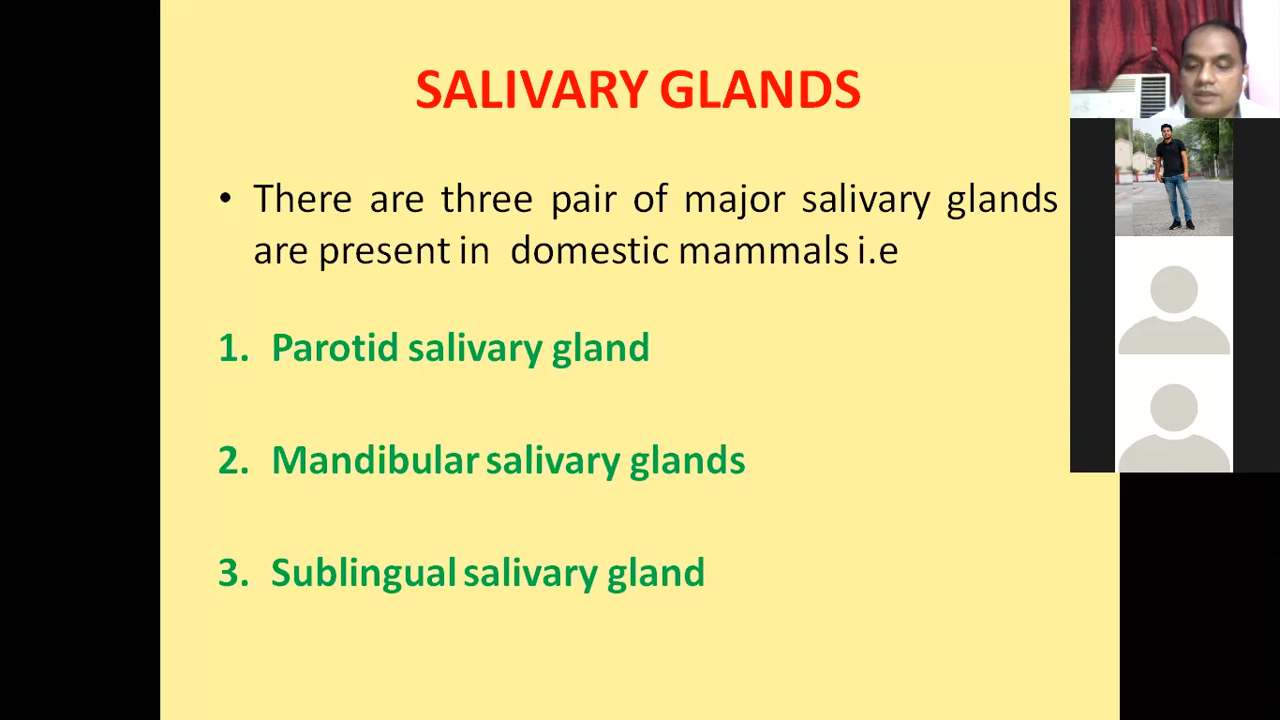 SALIVARY GLANDS
• There are three pair of major salivary glands
are present in domestic mammals i.e
1. Parotid salivary gland
2. Mandibular salivary glands
3. Sublingual salivary gland